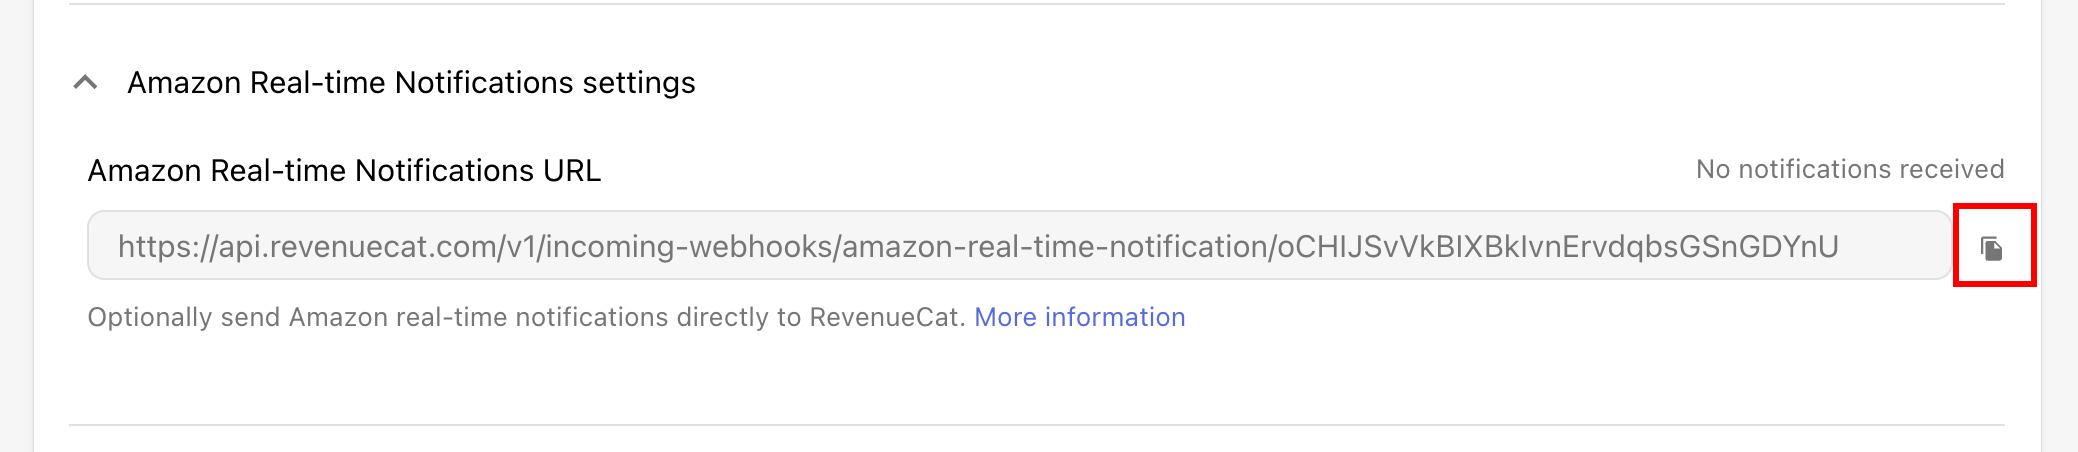 Amazon Real-time Notifications settings
Amazon Real-time Notifications URL
No notifications received
https://api.revenuecat.com/v1/incoming-webhooks/amazon-real-time-notification/oCHIJSvVkBIXBkIvnErvdqbsGSnGDYnU
Optionally send Amazon real-time notifications directly to RevenueCat. More information